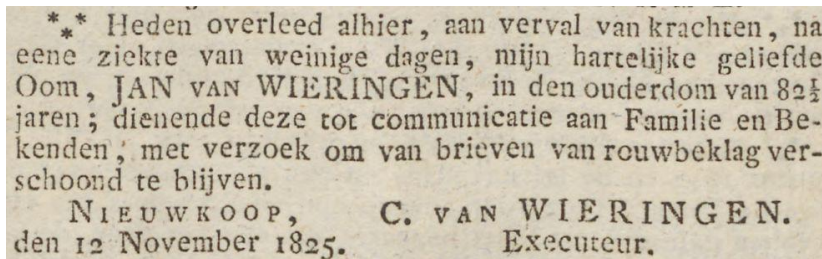 ⁎⁎⁎ Heden overleed alhier, aan verval van krachten, na
eene ziekte van weinige dagen, mijn hartelijke geliefde
Oom, JAN VAN WIERINGEN, in den ouderdom van 82½
jaren; dienende deze tot communicatie aan Familie en Be-
kenden, met verzoek om van brieven van rouwbeklag ver-
schoond te blijven.
NIEUWKOOP, C. VAN WIERINGEN.
den 12 November 1825. Executeur.